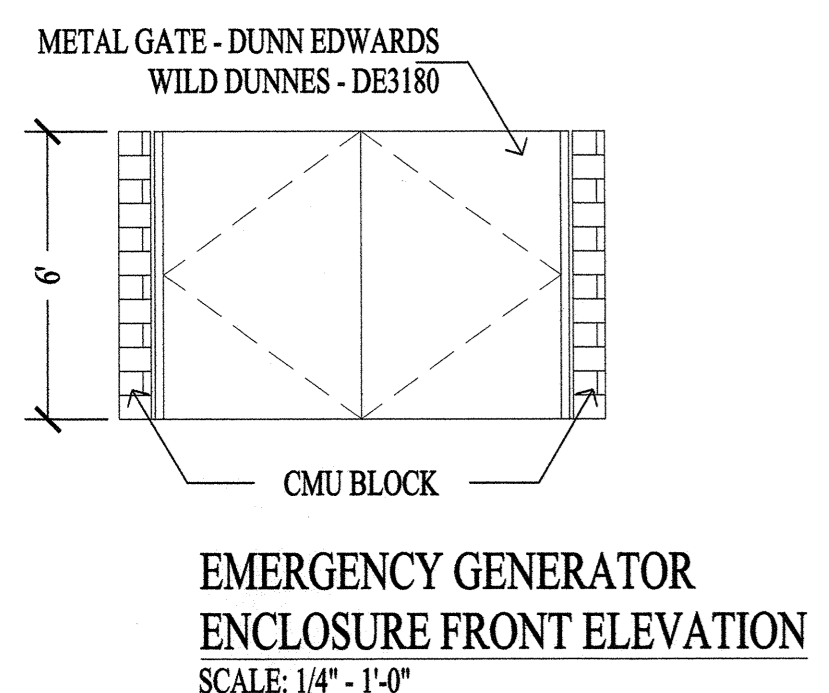 METAL GATE - DUNN EDWARDS
WILD DUNNES - DE3180
6'
CMU BLOCK
EMERGENCY GENERATOR
ENCLOSURE FRONT ELEVATION
SCALE: 1/4" - 1'-0"